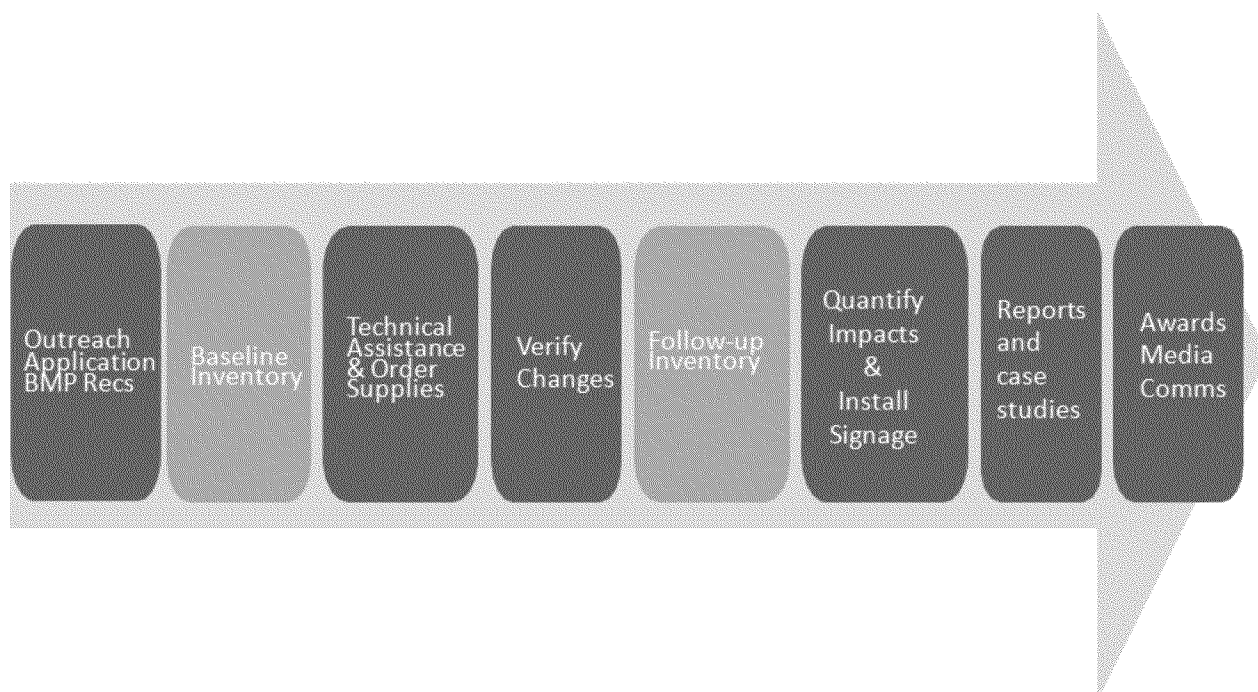 Outreach
Application
BMP Recs
Baseline
Inventory
Technical
Assistance
& Order
Supplies
Verify
Changes
Follow-up
Inventory
Quantify
Impacts
&
Install
Signage
Reports
and
case
studies
Awards
Media
Comms